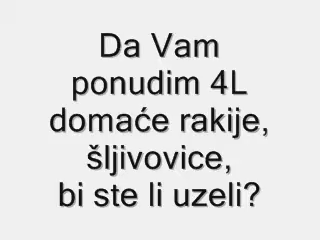 Da Vam
ponudim 4L
domaće rakije,
šljivovice,
bi ste li uzeli?